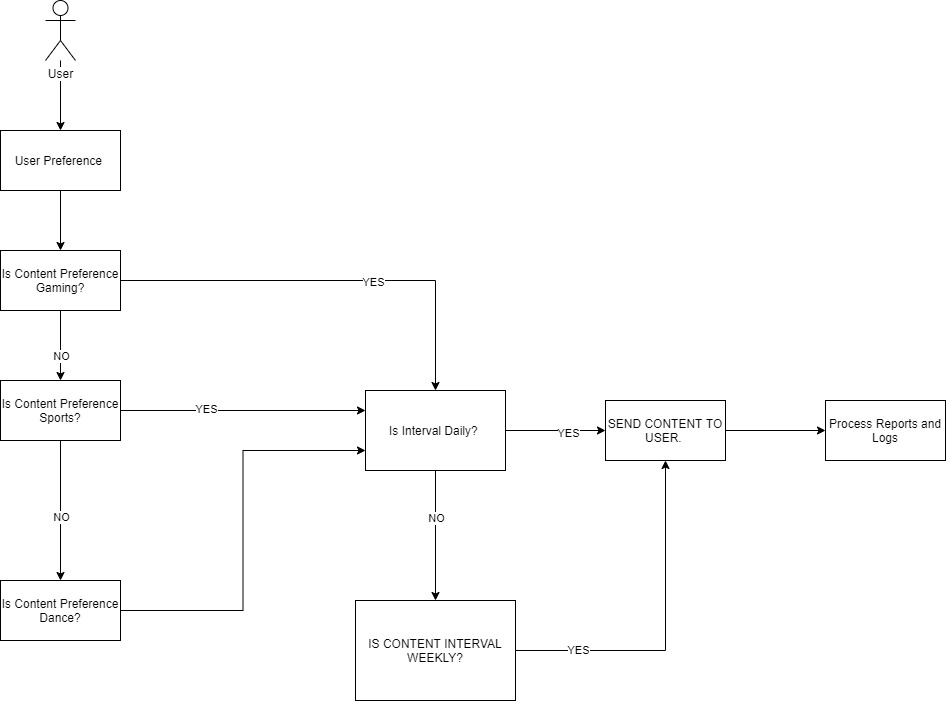 User
User Preference
Is Content Preference
Gaming?
YES
NO
Is Content Preference
Sports?
YES
Is Interval Daily?
YES
SEND CONTENT TO
USER.
Process Reports and
Logs
NO
NO
Is Content Preference
Dance?
IS CONTENT INTERVAL
WEEKLY?
YES